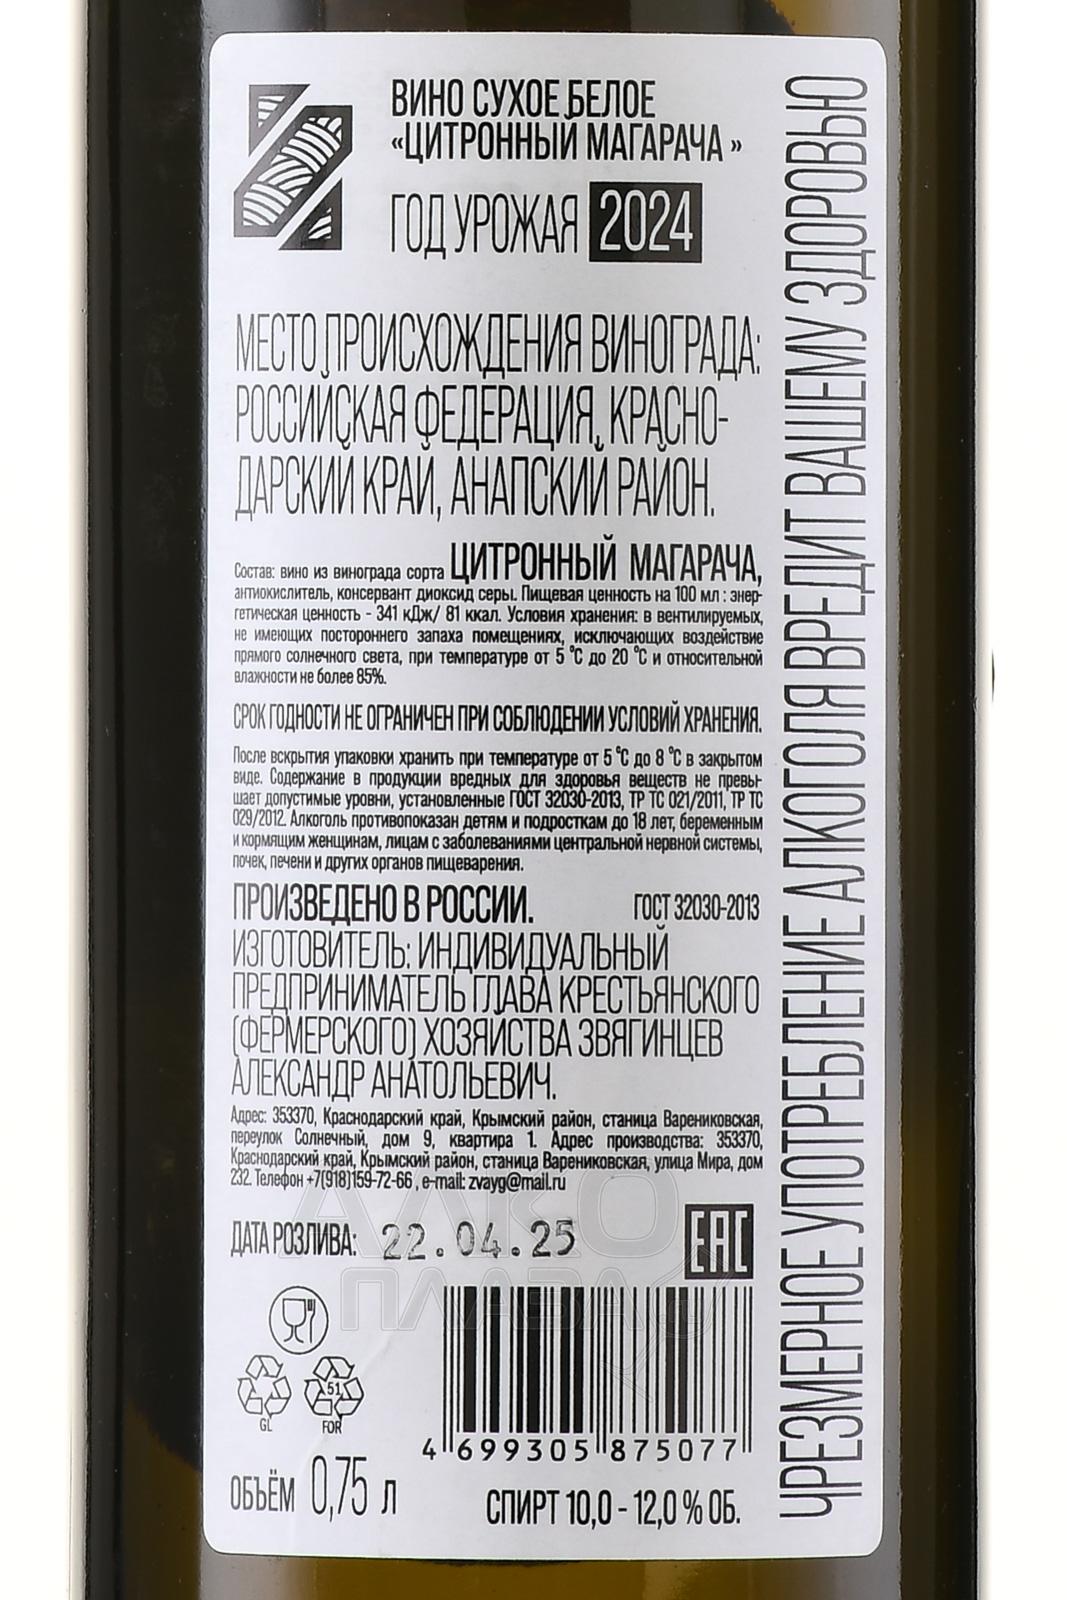 ВИНО СУХОЕ БЕЛОЕ
«ЦИТРОННЫЙ МАГАРАЧА »
ГОД УРОЖАЯ 2024
МЕСТО ПРОИСХОЖДЕНИЯ ВИНОГРАДА:
РОССИЙСКАЯ ФЕДЕРАЦИЯ, КРАСНО-
ДАРСКИЙ КРАЙ, АНАПСКИЙ РАЙОН.
Состав: вино из винограда сорта ЦИТРОННЫЙ МАГАРАЧА,
антиокислитель, консервант диоксид серы. Пищевая ценность на 100 мл : энер-
гетическая ценность - 341 кДж/ 81 ккал. Условия хранения: в вентилируемых,
не имеющих постороннего запаха помещениях, исключающих воздействие
прямого солнечного света, при температуре от 5 °С до 20 °С и относительной
влажности не более 85%.
СРОК ГОДНОСТИ НЕ ОГРАНИЧЕН ПРИ СОБЛЮДЕНИИ УСЛОВИЙ ХРАНЕНИЯ.
После вскрытия упаковки хранить при температуре от 5 °С до 8 °С в закрытом
виде. Содержание в продукции вредных для здоровья веществ не превы-
шает допустимые уровни, установленные ГОСТ 32030-2013, ТР ТС 021/2011, ТР ТС
029/2012. Алкоголь противопоказан детям и подросткам до 18 лет, беременным
и кормящим женщинам, лицам с заболеваниями центральной нервной системы,
почек, печени и других органов пищеварения.
ПРОИЗВЕДЕНО В РОССИИ. ГОСТ 32030-2013
ИЗГОТОВИТЕЛЬ: ИНДИВИДУАЛЬНЫЙ
ПРЕДПРИНИМАТЕЛЬ ГЛАВА КРЕСТЬЯНСКОГО
(ФЕРМЕРСКОГО) ХОЗЯЙСТВА ЗВЯГИНЦЕВ
АЛЕКСАНДР АНАТОЛЬЕВИЧ.
Адрес: 353370, Краснодарский край, Крымский район, станица Варениковская,
переулок Солнечный, дом 9, квартира 1. Адрес производства: 353370,
Краснодарский край, Крымский район, станица Варениковская, улица Мира, дом
232. Телефон +7(918)159-72-66 , e-mail: zvayg@mail.ru
ДАТА РОЗЛИВА: 22.04.25
EAC
АЛКО
ПЛАЗА
51
GL
FOR
4 699305 875077
ОБЪЁМ 0,75 л
СПИРТ 10,0 - 12,0 % ОБ.
ЧРЕЗМЕРНОЕ УПОТРЕБЛЕНИЕ АЛКОГОЛЯ ВРЕДИТ ВАШЕМУ ЗДОРОВЬЮ